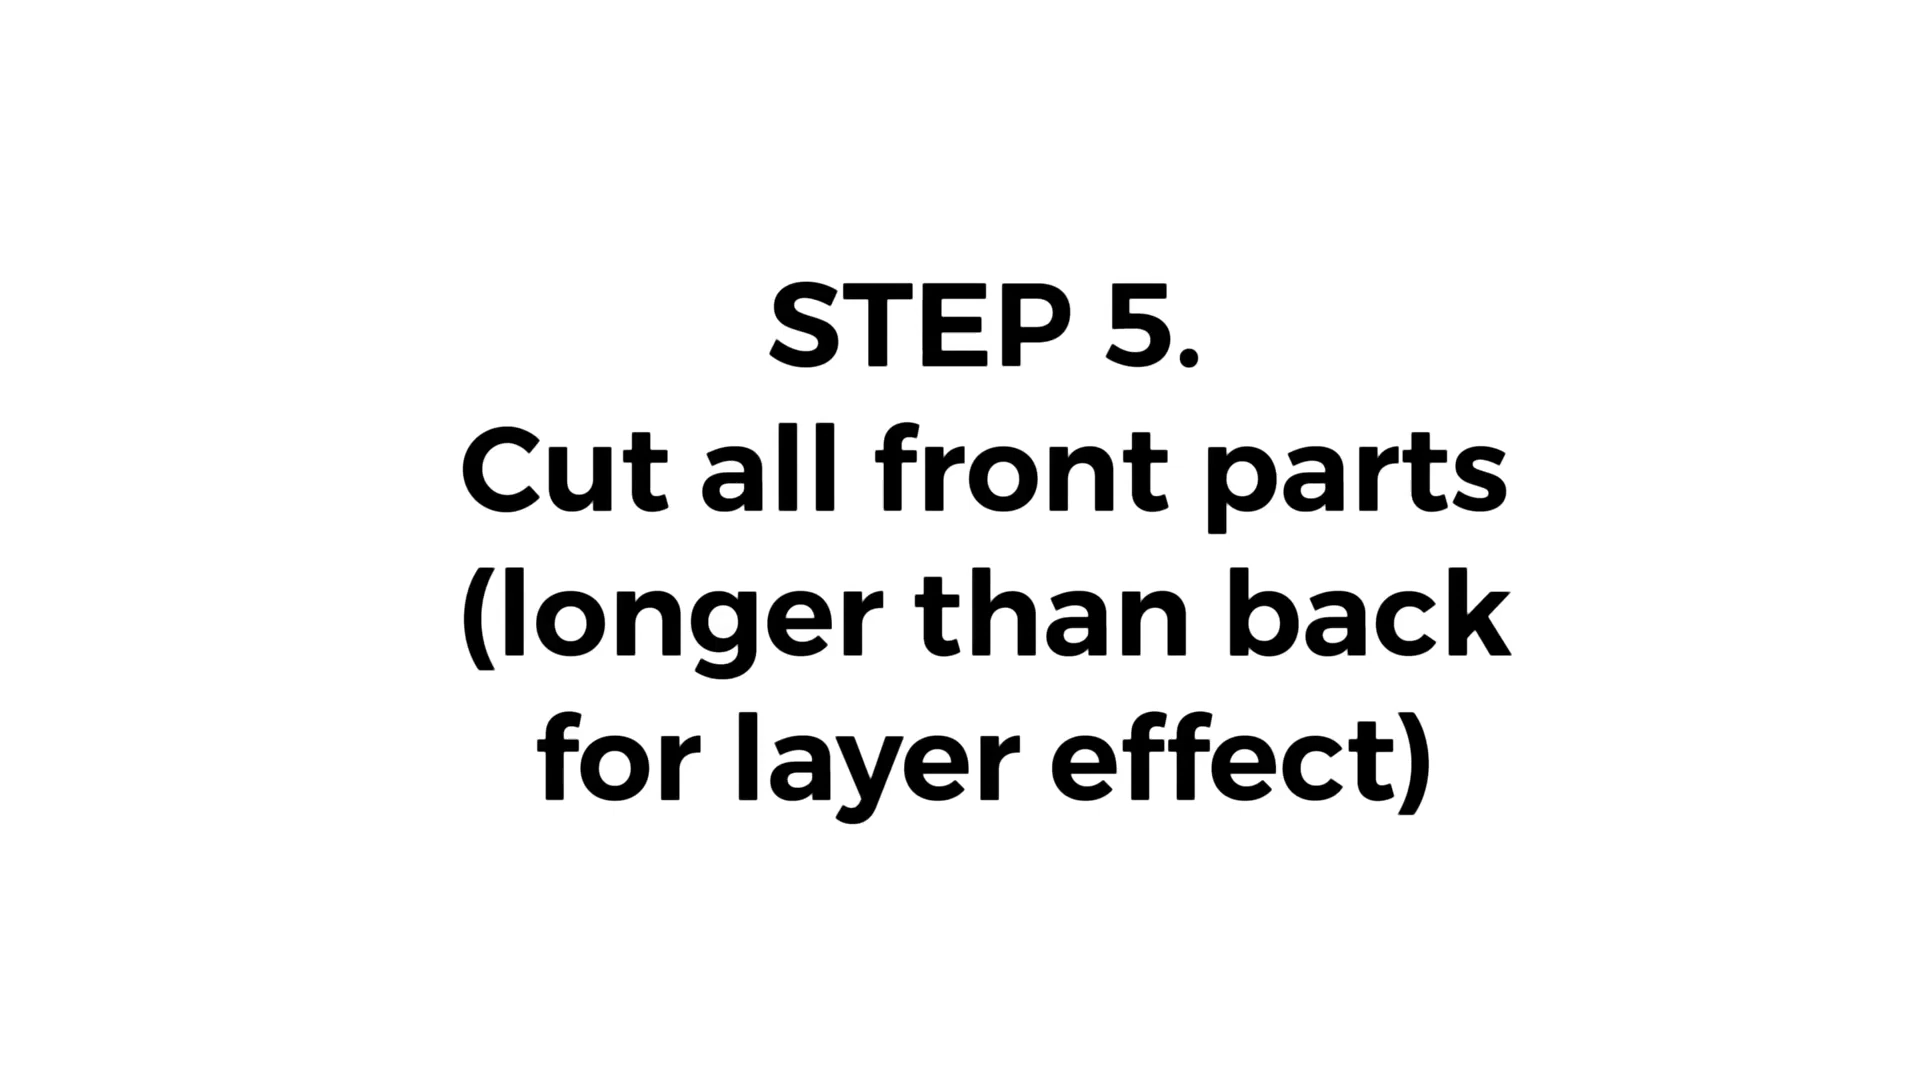 STEP 5.
Cut all front parts
(longer than back
for layer effect)